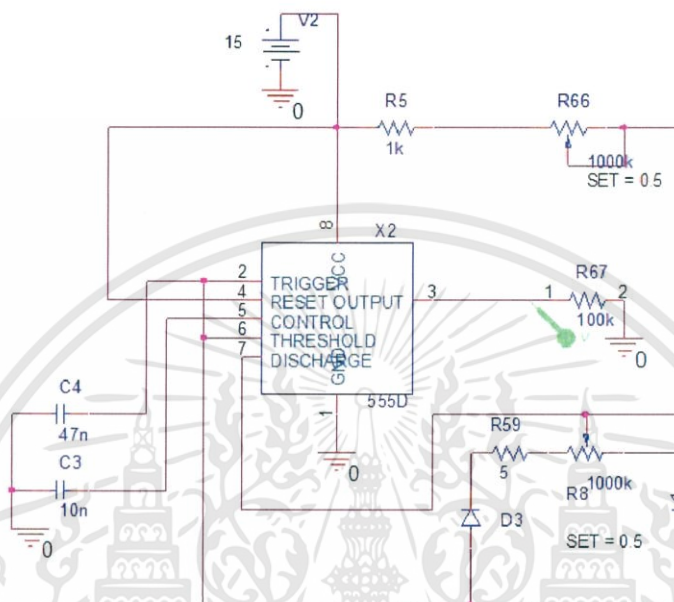 V2
15
0
R5
1k
R66
1000k
SET = 0.5
8
X2
VCC
2
TRIGGER
4
RESET OUTPUT
3
5
CONTROL
6
THRESHOLD
7
DISCHARGE
GND
1
555D
0
1
R67
2
100k
0
V
C4
47n
C3
10n
0
R59
5
R8
1000k
D3
SET = 0.5